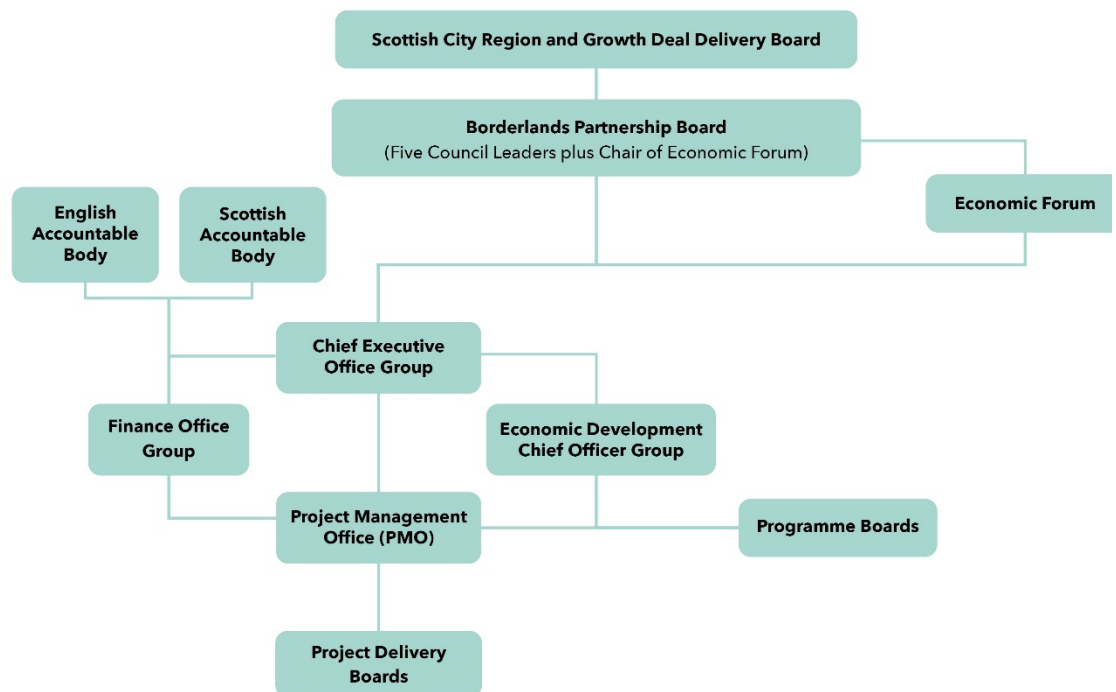 Scottish City Region and Growth Deal Delivery Board
Borderlands Partnership Board
(Five Council Leaders plus Chair of Economic Forum)
English
Accountable
Body
Scottish
Accountable
Body
Economic Forum
Chief Executive
Office Group
Finance Office
Group
Economic Development
Chief Officer Group
Project Management
Office (PMO)
Programme Boards
Project Delivery
Boards